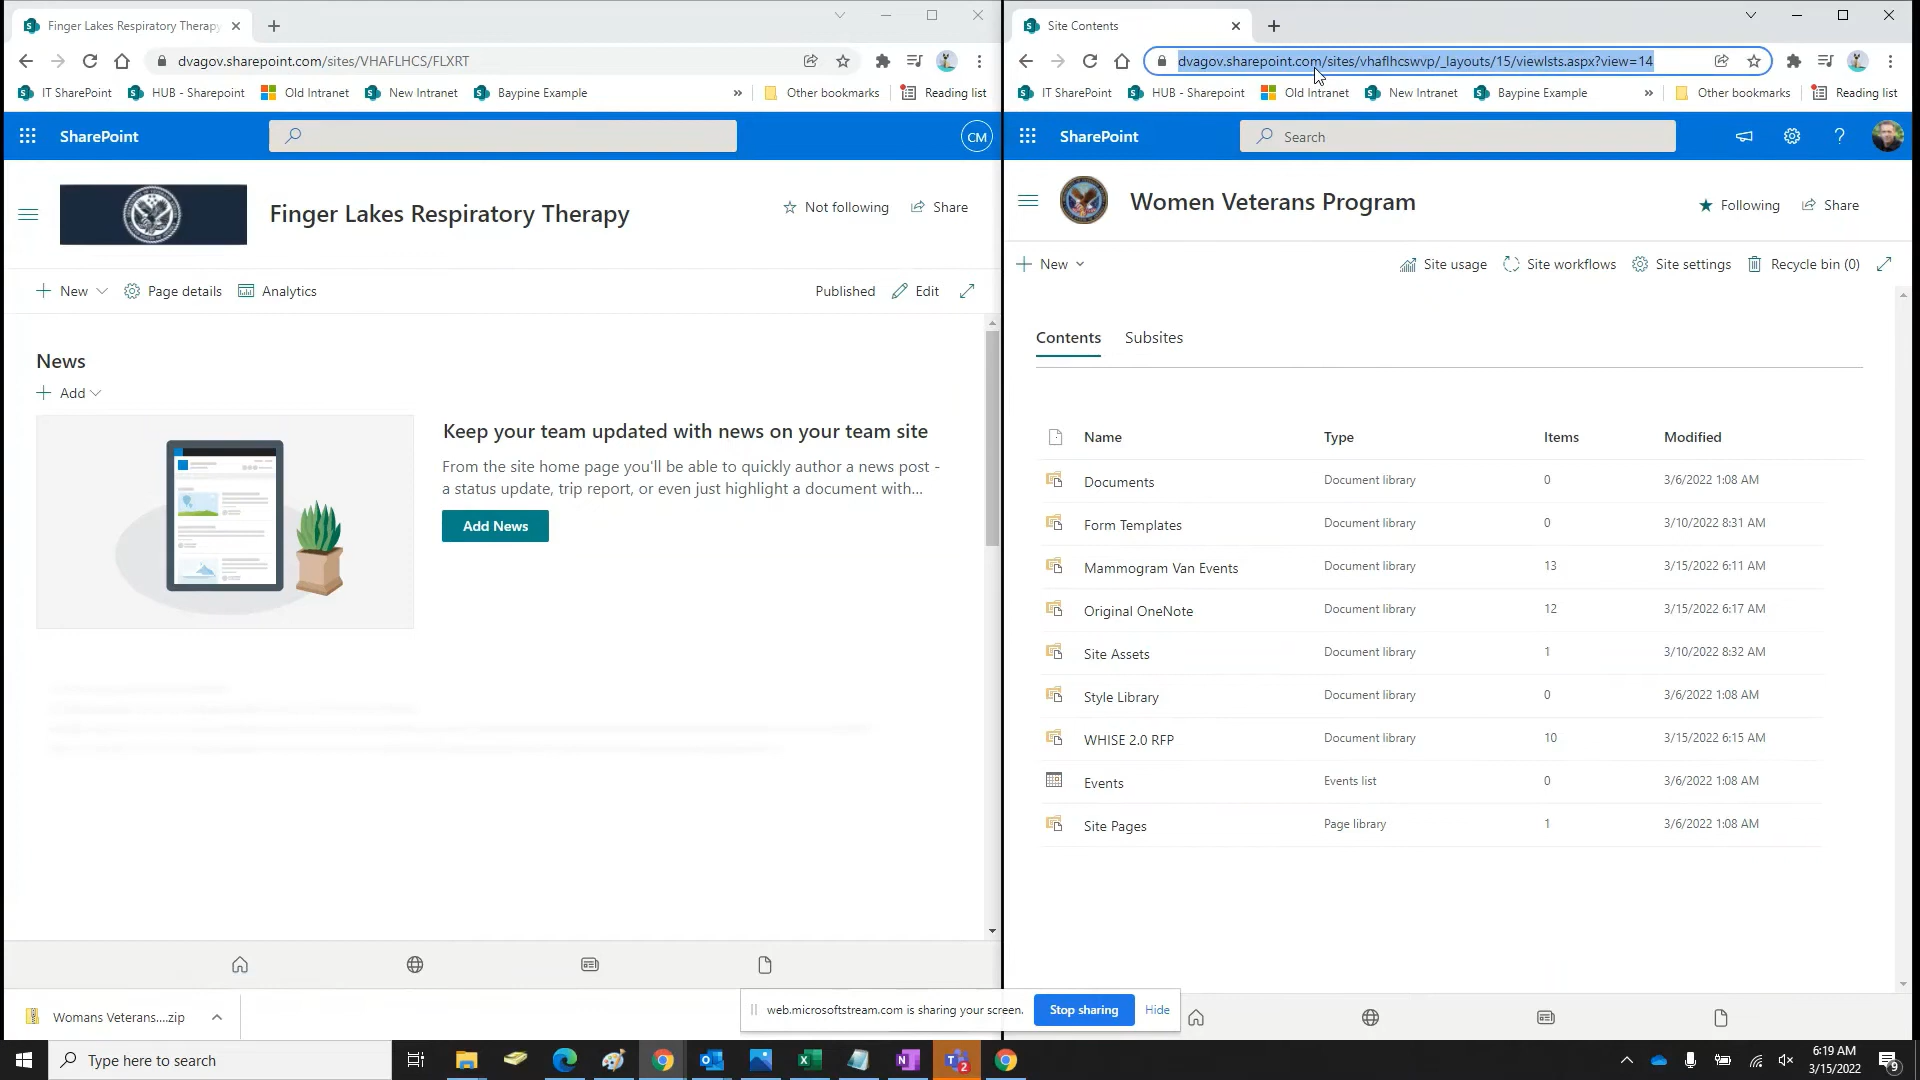 Finger Lakes Respiratory Therapy
dvagov.sharepoint.com/sites/VHAFLHCS/FLXRT
IT SharePoint
HUB - Sharepoint
Old Intranet
New Intranet
Baypine Example
»
Other bookmarks
Reading list
SharePoint
CM
Finger Lakes Respiratory Therapy
Not following
Share
New
Page details
Analytics
Published
Edit
News
Add
Keep your team updated with news on your team site
From the site home page you'll be able to quickly author a news post -
a status update, trip report, or even just highlight a document with...
Add News
Womans Veterans....zip
Site Contents
dvagov.sharepoint.com/sites/vhaflhcswvp/_layouts/15/viewlsts.aspx?view=14
IT SharePoint
HUB - Sharepoint
Old Intranet
New Intranet
Baypine Example
»
Other bookmarks
Reading list
SharePoint
Search
?
Women Veterans Program
Following
Share
New
Site usage
Site workflows
Site settings
Recycle bin (0)
Contents
Subsites
Name Type Items Modified
Documents Document library 0 3/6/2022 1:08 AM
Form Templates Document library 0 3/10/2022 8:31 AM
Mammogram Van Events Document library 13 3/15/2022 6:11 AM
Original OneNote Document library 12 3/15/2022 6:17 AM
Site Assets Document library 1 3/10/2022 8:32 AM
Style Library Document library 0 3/6/2022 1:08 AM
WHISE 2.0 RFP Document library 10 3/15/2022 6:15 AM
Events Events list 0 3/6/2022 1:08 AM
Site Pages Page library 1 3/6/2022 1:08 AM
web.microsoftstream.com is sharing your screen.
Stop sharing
Hide
Type here to search
2
6:19 AM
3/15/2022
9